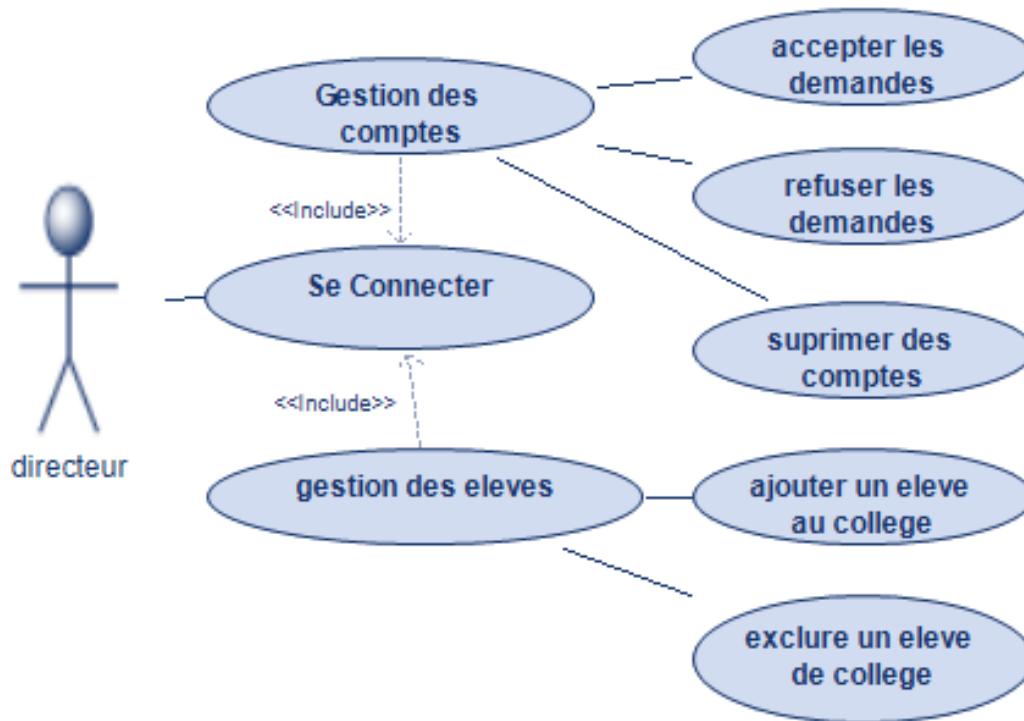 accepter les
demandes
Gestion des
comptes
refuser les
demandes
<<Include>>
Se Connecter
suprimer des
comptes
<<Include>>
directeur
gestion des eleves
ajouter un eleve
au college
exclure un eleve
de college